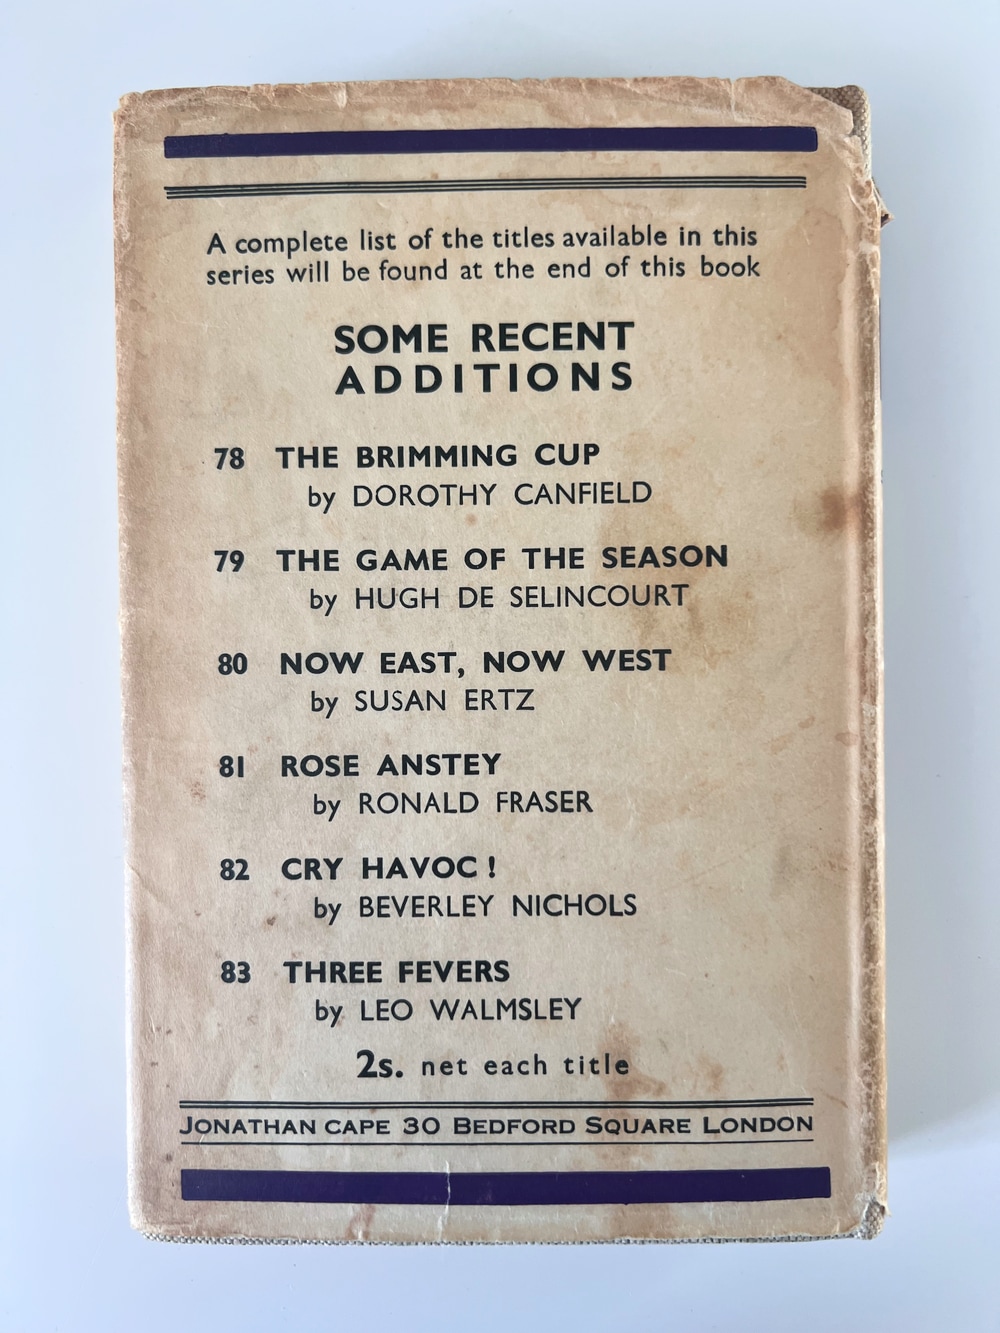 A complete list of the titles available in this
series will be found at the end of this book
SOME RECENT
ADDITIONS
78 THE BRIMMING CUP
by DOROTHY CANFIELD
79 THE GAME OF THE SEASON
by HUGH DE SELINCOURT
80 NOW EAST, NOW WEST
by SUSAN ERTZ
81 ROSE ANSTEY
by RONALD FRASER
82 CRY HAVOC!
by BEVERLEY NICHOLS
83 THREE FEVERS
by LEO WALMSLEY
2s. net each title
JONATHAN CAPE 30 BEDFORD SQUARE LONDON